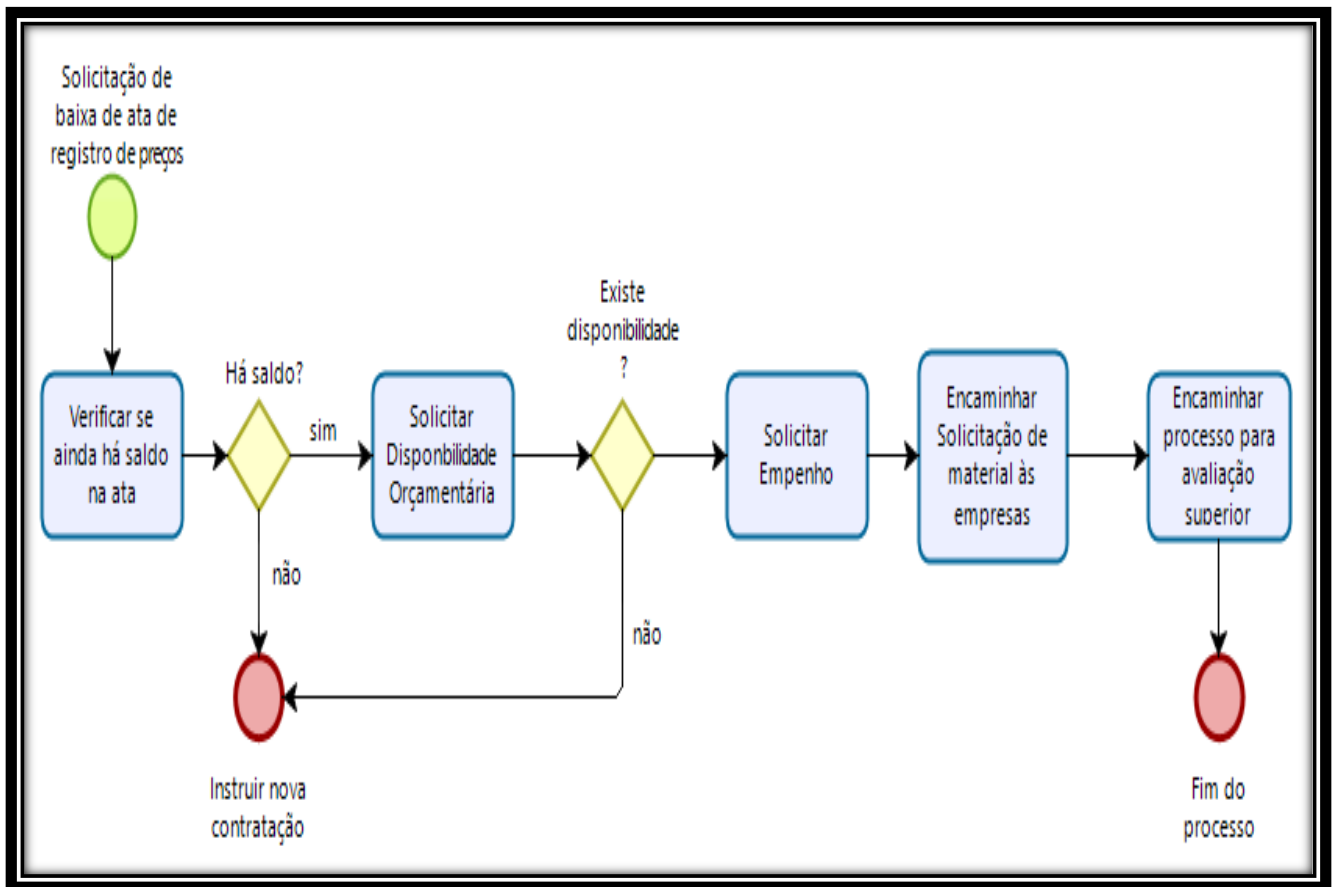 Solicitação de
baixa de ata de
registro de preços
Verificar se
ainda há saldo
na ata
Há saldo?
sim
não
Instruir nova
contratação
Solicitar
Disponbilidade
Orçamentária
Existe
disponibilidade
?
não
Solicitar
Empenho
Encaminhar
Solicitação de
material às
empresas
Encaminhar
processo para
avaliação
superior
Fim do
processo